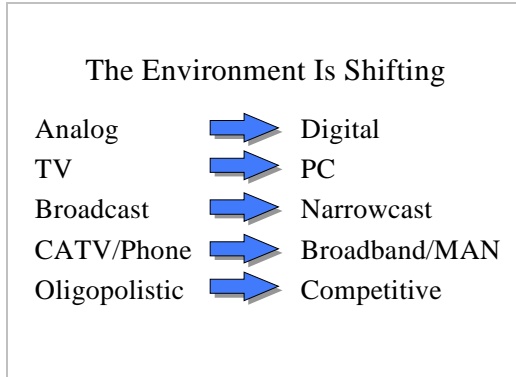 The Environment Is Shifting
Analog Digital
TV PC
Broadcast Narrowcast
CATV/Phone Broadband/MAN
Oligopolistic Competitive